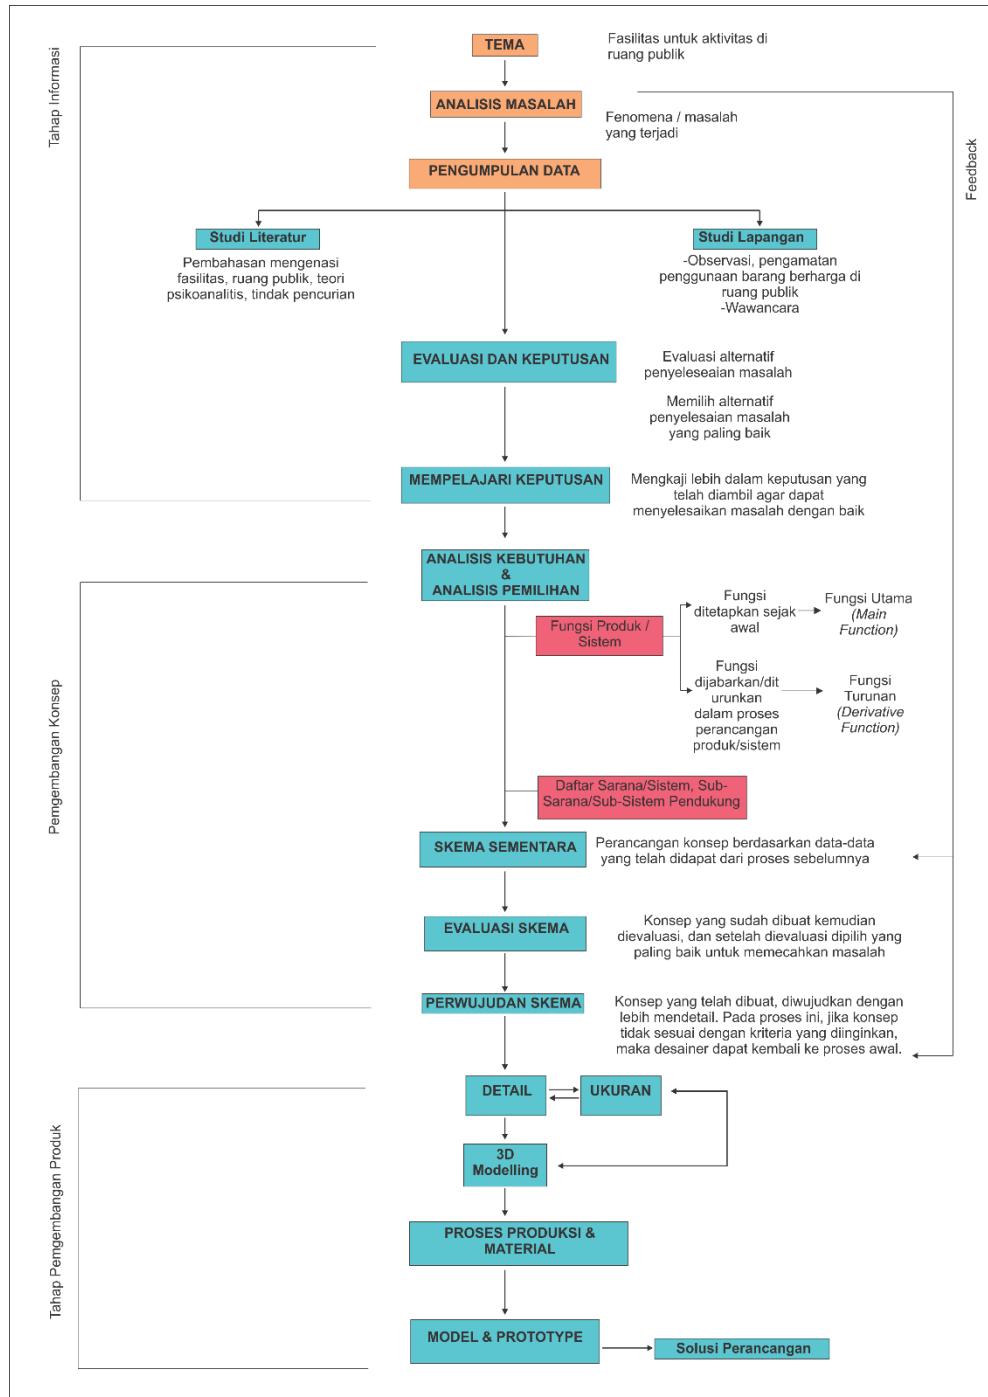 Tahap Informasi
TEMA
Fasilitas untuk aktivitas di
ruang publik
ANALISIS MASALAH
Fenomena / masalah
yang terjadi
Feedback
PENGUMPULAN DATA
Studi Literatur
Pembahasan mengenasi
fasilitas, ruang publik, teori
psikoanalitis, tindak pencurian
Studi Lapangan
-Observasi, pengamatan
penggunaan barang berharga di
ruang publik
-Wawancara
EVALUASI DAN KEPUTUSAN
Evaluasi alternatif
penyeleseaian masalah
Memilih alternatif
penyelesaian masalah
yang paling baik
MEMPELAJARI KEPUTUSAN
Mengkaji lebih dalam keputusan yang
telah diambil agar dapat
menyelesaikan masalah dengan baik
Pemgembangan Konsep
ANALISIS KEBUTUHAN
&
ANALISIS PEMILIHAN
Fungsi Produk /
Sistem
Fungsi
ditetapkan sejak
awal
Fungsi Utama
(Main
Function)
Fungsi
dijabarkan/dit
urunkan
dalam proses
perancangan
produk/sistem
Fungsi
Turunan
(Derivative
Function)
Daftar Sarana/Sistem, Sub-
Sarana/Sub-Sistem Pendukung
SKEMA SEMENTARA
Perancangan konsep berdasarkan data-data
yang telah didapat dari proses sebelumnya
EVALUASI SKEMA
Konsep yang sudah dibuat kemudian
dievaluasi, dan setelah dievaluasi dipilih yang
paling baik untuk memecahkan masalah
PERWUJUDAN SKEMA
Konsep yang telah dibuat, diwujudkan dengan
lebih mendetail. Pada proses ini, jika konsep
tidak sesuai dengan kriteria yang diinginkan,
maka desainer dapat kembali ke proses awal.
Tahap Pemgembangan Produk
DETAIL
UKURAN
3D
Modelling
PROSES PRODUKSI &
MATERIAL
MODEL & PROTOTYPE
Solusi Perancangan